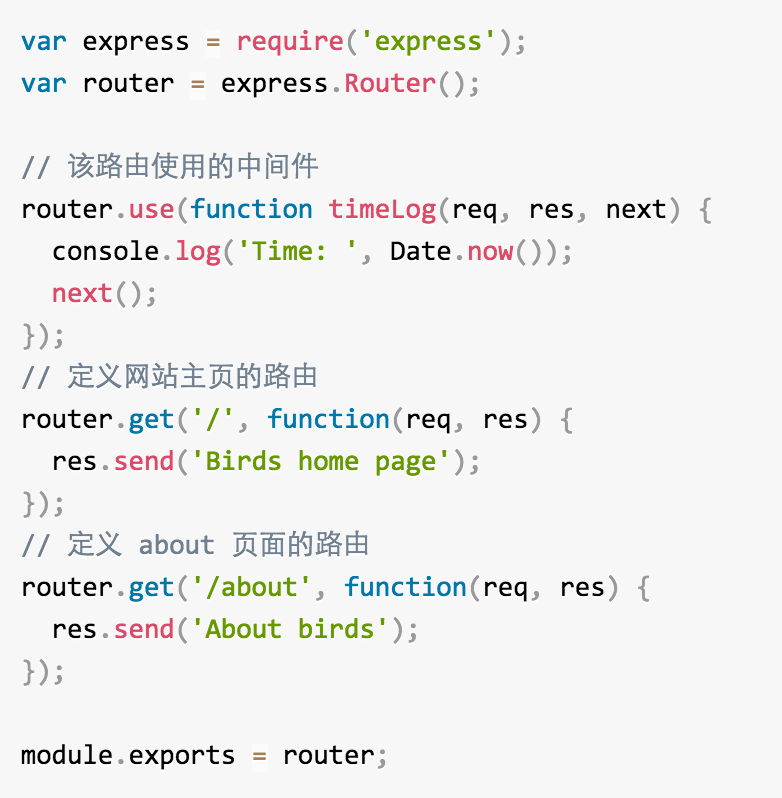 var express = require('express');
var router = express.Router();

// 该路由使用的中间件
router.use(function timeLog(req, res, next) {
  console.log('Time: ', Date.now());
  next();
});
// 定义网站主页的路由
router.get('/', function(req, res) {
  res.send('Birds home page');
});
// 定义 about 页面的路由
router.get('/about', function(req, res) {
  res.send('About birds');
});

module.exports = router;